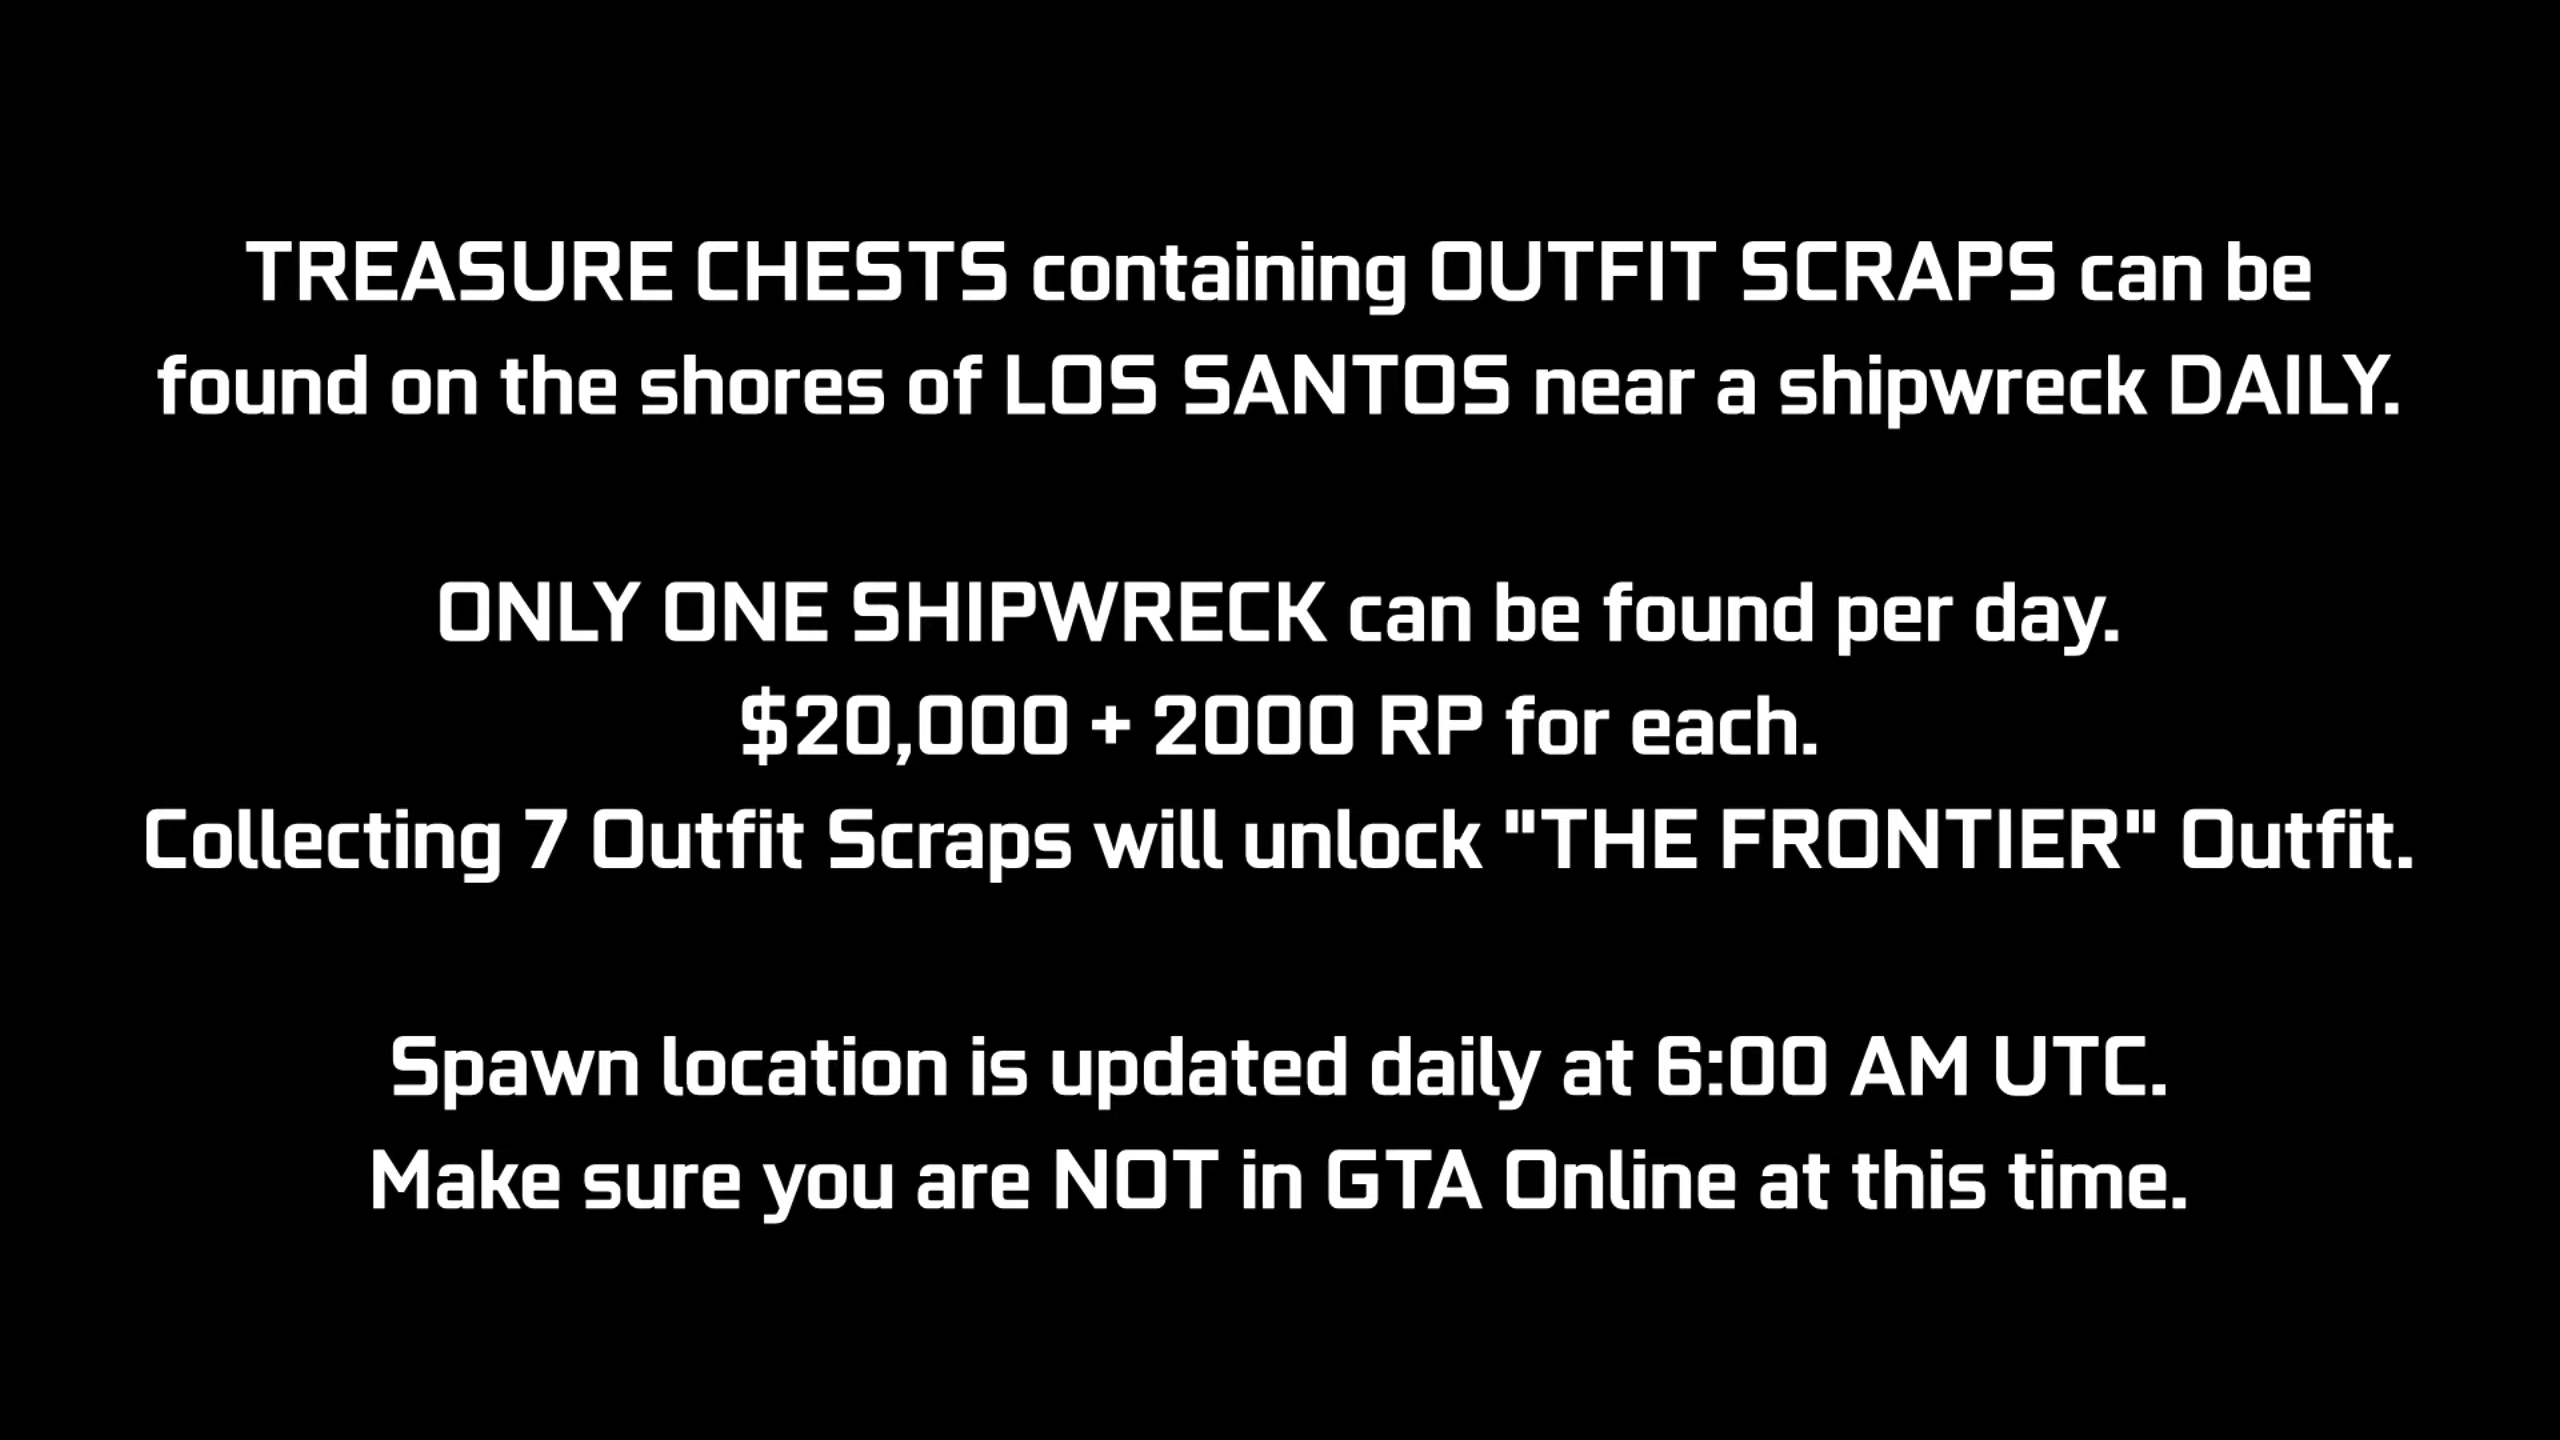 TREASURE CHESTS containing OUTFIT SCRAPS can be
found on the shores of LOS SANTOS near a shipwreck DAILY.
ONLY ONE SHIPWRECK can be found per day.
$20,000 + 2000 RP for each.
Collecting 7 Outfit Scraps will unlock "THE FRONTIER" Outfit.
Spawn location is updated daily at 6:00 AM UTC.
Make sure you are NOT in GTA Online at this time.